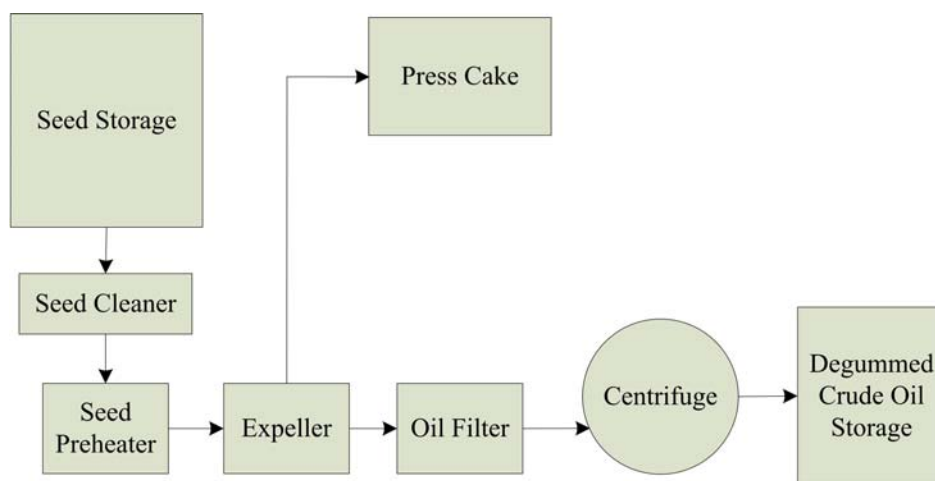 Seed Storage
Press Cake
Seed Cleaner
Seed
Preheater
Expeller
Oil Filter
Centrifuge
Degummed
Crude Oil
Storage